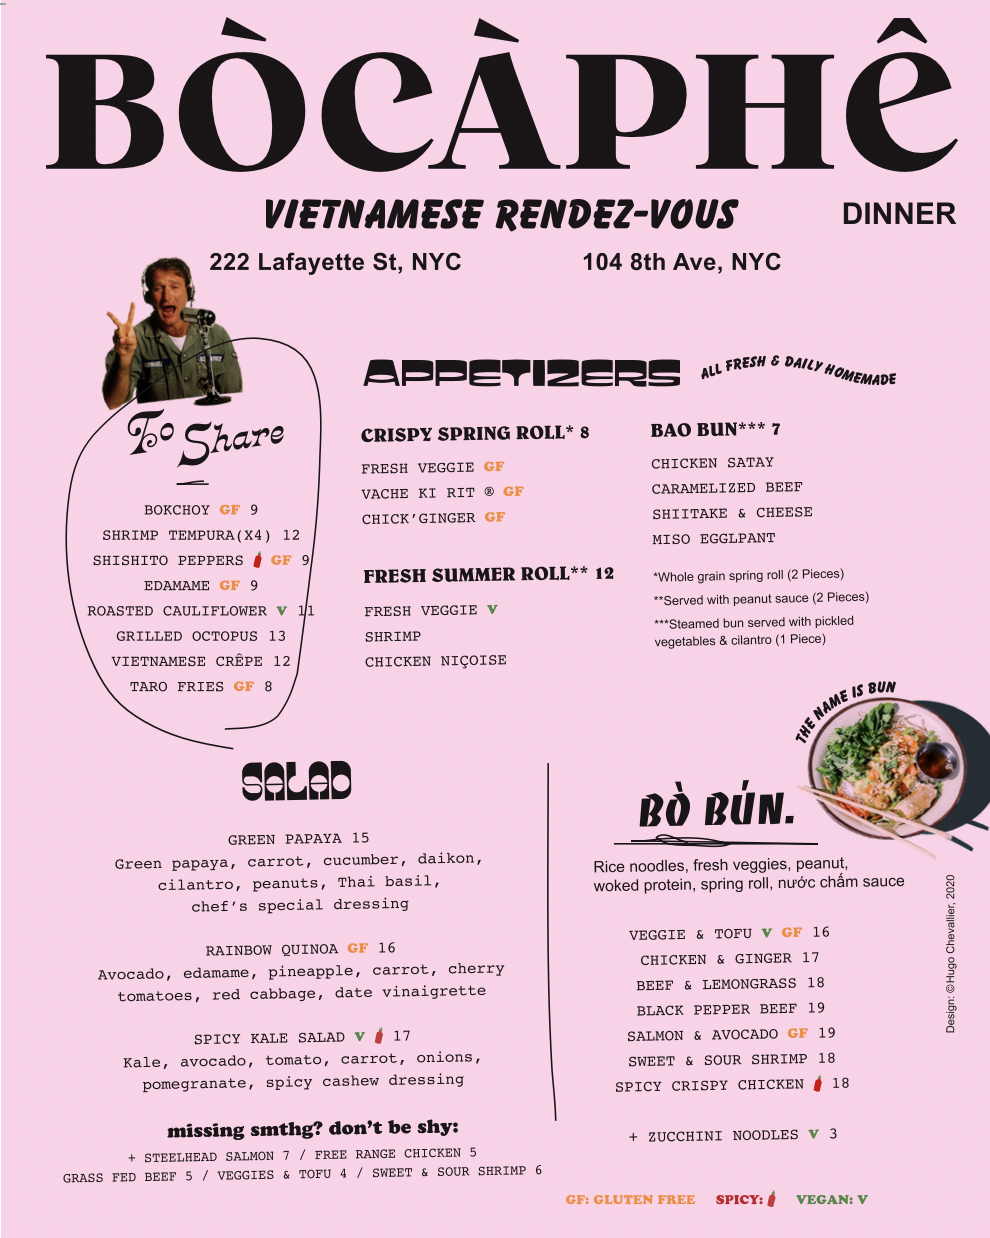 BÒCÀPHÊ
VIETNAMESE RENDEZ-VOUS
DINNER
222 Lafayette St, NYC
104 8th Ave, NYC
To Share
BOKCHOY GF 9
SHRIMP TEMPURA(X4) 12
SHISHITO PEPPERS GF 9
EDAMAME GF 9
ROASTED CAULIFLOWER V 11
GRILLED OCTOPUS 13
VIETNAMESE CRÊPE 12
TARO FRIES GF 8
APPETIZERS
ALL FRESH & DAILY HOMEMADE
CRISPY SPRING ROLL* 8
FRESH VEGGIE GF
VACHE KI RIT ® GF
CHICK'GINGER GF
FRESH SUMMER ROLL** 12
FRESH VEGGIE V
SHRIMP
CHICKEN NIÇOISE
BAO BUN*** 7
CHICKEN SATAY
CARAMELIZED BEEF
SHIITAKE & CHEESE
MISO EGGLPANT
*Whole grain spring roll (2 Pieces)
**Served with peanut sauce (2 Pieces)
***Steamed bun served with pickled
vegetables & cilantro (1 Piece)
SALAD
GREEN PAPAYA 15
Green papaya, carrot, cucumber, daikon,
cilantro, peanuts, Thai basil,
chef's special dressing
RAINBOW QUINOA GF 16
Avocado, edamame, pineapple, carrot, cherry
tomatoes, red cabbage, date vinaigrette
SPICY KALE SALAD V 17
Kale, avocado, tomato, carrot, onions,
pomegranate, spicy cashew dressing
missing smthg? don't be shy:
+ STEELHEAD SALMON 7 / FREE RANGE CHICKEN 5
GRASS FED BEEF 5 / VEGGIES & TOFU 4 / SWEET & SOUR SHRIMP 6
THE NAME IS BUN
BÒ BÚN.
Rice noodles, fresh veggies, peanut,
woked protein, spring roll, nước chấm sauce
VEGGIE & TOFU V GF 16
CHICKEN & GINGER 17
BEEF & LEMONGRASS 18
BLACK PEPPER BEEF 19
SALMON & AVOCADO GF 19
SWEET & SOUR SHRIMP 18
SPICY CRISPY CHICKEN 18
+ ZUCCHINI NOODLES V 3
Design: ©Hugo Chevallier, 2020
GF: GLUTEN FREE SPICY: VEGAN: V